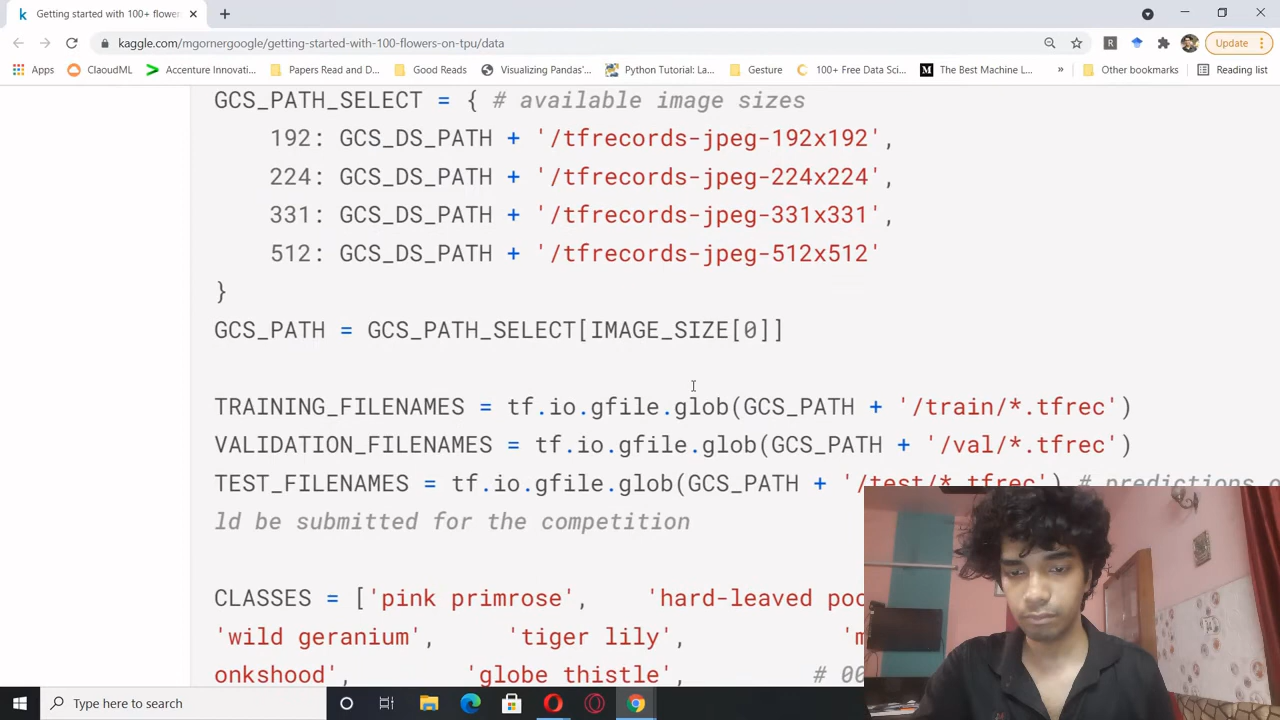 Getting started with 100+ flowers
kaggle.com/mgornergoogle/getting-started-with-100-flowers-on-tpu/data
Update
Apps
ClaoudML
Accenture Innovati...
Papers Read and D...
Good Reads
Visualizing Pandas'...
Python Tutorial: La...
Gesture
100+ Free Data Sci...
The Best Machine L...
»
Other bookmarks
Reading list
GCS_PATH_SELECT = { # available image sizes
192: GCS_DS_PATH + '/tfrecords-jpeg-192x192',
224: GCS_DS_PATH + '/tfrecords-jpeg-224x224',
331: GCS_DS_PATH + '/tfrecords-jpeg-331x331',
512: GCS_DS_PATH + '/tfrecords-jpeg-512x512'
}
GCS_PATH = GCS_PATH_SELECT[IMAGE_SIZE[0]]
TRAINING_FILENAMES = tf.io.gfile.glob(GCS_PATH + '/train/*.tfrec')
VALIDATION_FILENAMES = tf.io.gfile.glob(GCS_PATH + '/val/*.tfrec')
TEST_FILENAMES = tf.io.gfile.glob(GCS_PATH + '/test/*.tfrec') # predictions o
ld be submitted for the competition
CLASSES = ['pink primrose', 'hard-leaved poc
'wild geranium', 'tiger lily', 'm
onkshood', 'globe thistle', # 00
Type here to search